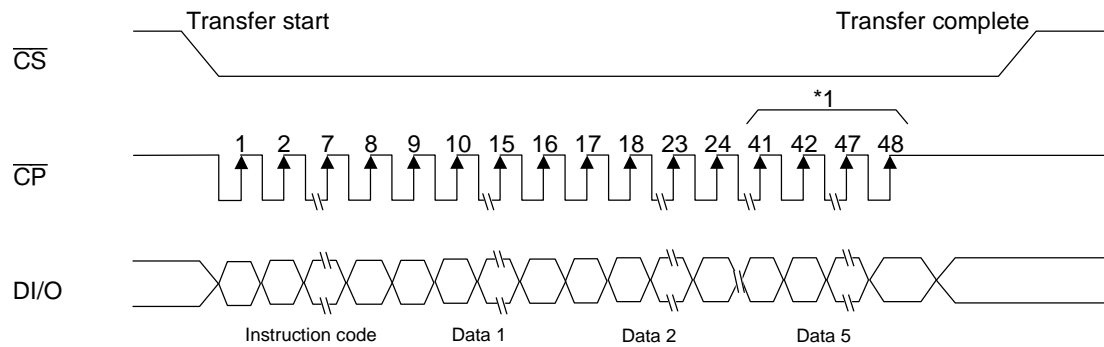 Transfer start Transfer complete
CS
*1
1 2 7 8 9 10 15 16 17 18 23 24 41 42 47 48
CP
DI/O
Instruction code Data 1 Data 2 Data 5